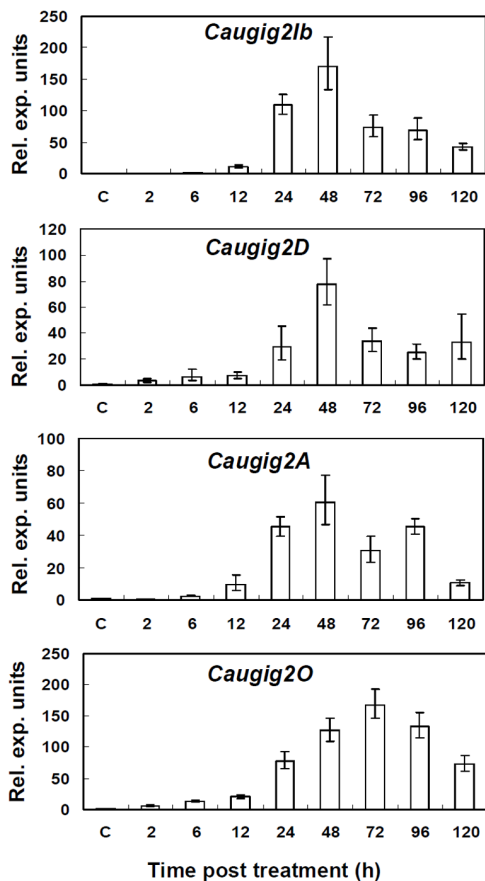 Caugig2Ib
Rel. exp. units
250
200
150
100
50
0
C 2 6 12 24 48 72 96 120
Caugig2D
Rel. exp. units
120
100
80
60
40
20
0
C 2 6 12 24 48 72 96 120
Caugig2A
Rel. exp. units
100
80
60
40
20
0
C 2 6 12 24 48 72 96 120
Caugig2O
Rel. exp. units
250
200
150
100
50
0
C 2 6 12 24 48 72 96 120
Time post treatment (h)